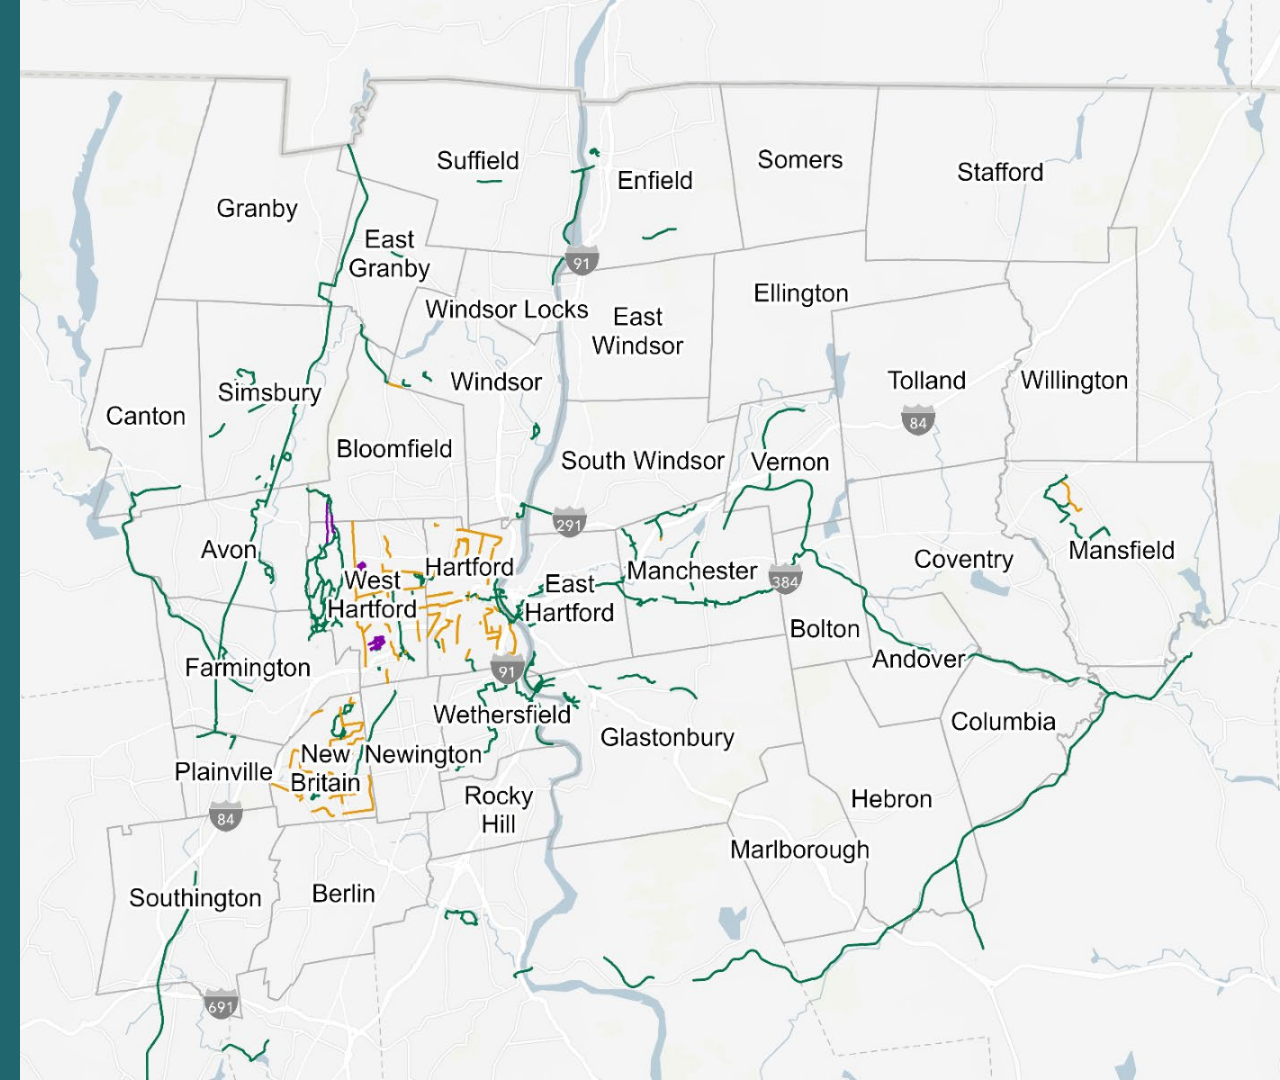 Suffield
Somers
Enfield
Stafford
Granby
East
Granby
91
Windsor Locks
Ellington
East
Windsor
Simsbury
Windsor
Tolland
Willington
Canton
84
Bloomfield
South Windsor
Vernon
291
Avon
Hartford
West
Hartford
East
Hartford
Manchester
384
Coventry
Mansfield
Bolton
Farmington
91
Andover
Wethersfield
Glastonbury
Columbia
New
Britain
Newington
Plainville
Rocky
Hill
Hebron
84
Marlborough
Southington
Berlin
691